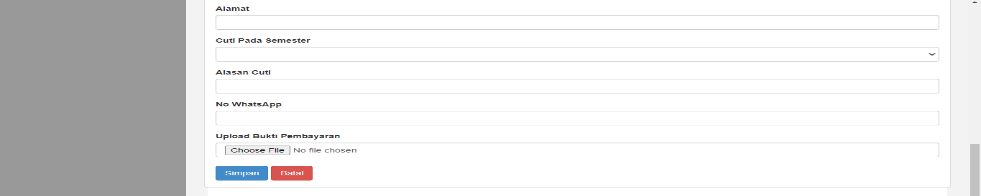 Alamat
Cuti Pada Semester
Alasan Cuti
No WhatsApp
Upload Bukti Pembayaran
Choose File No file chosen
Simpan Batal